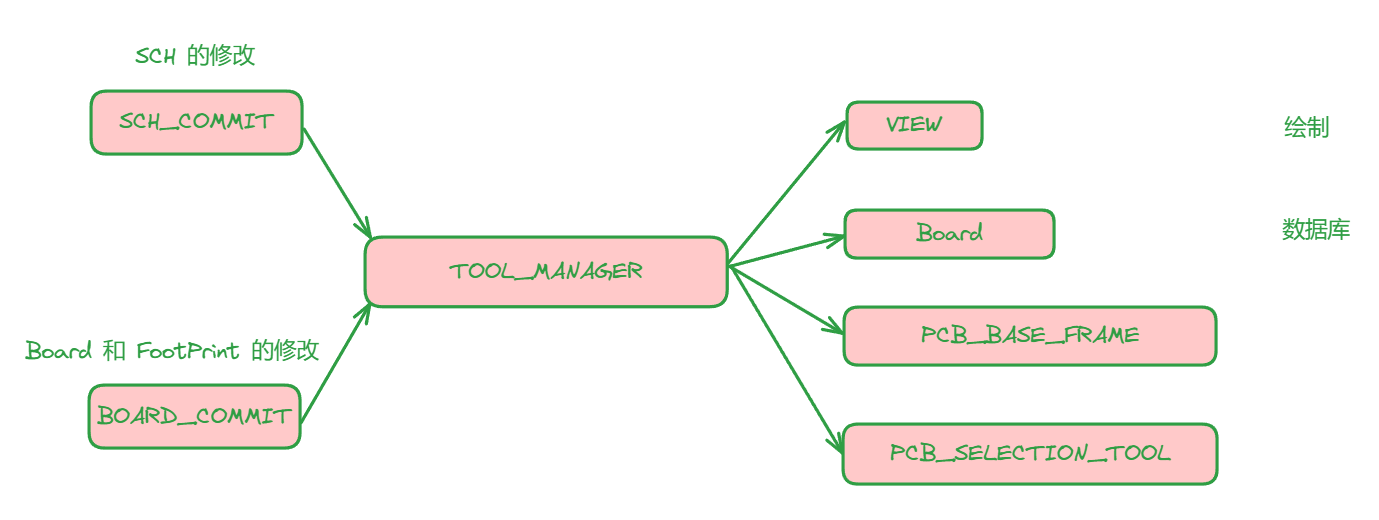 SCH 的修改
SCH_COMMIT
VIEW
绘制
Board
数据库
TOOL_MANAGER
PCB_BASE_FRAME
Board 和 FootPrint 的修改
BOARD_COMMIT
PCB_SELECTION_TOOL